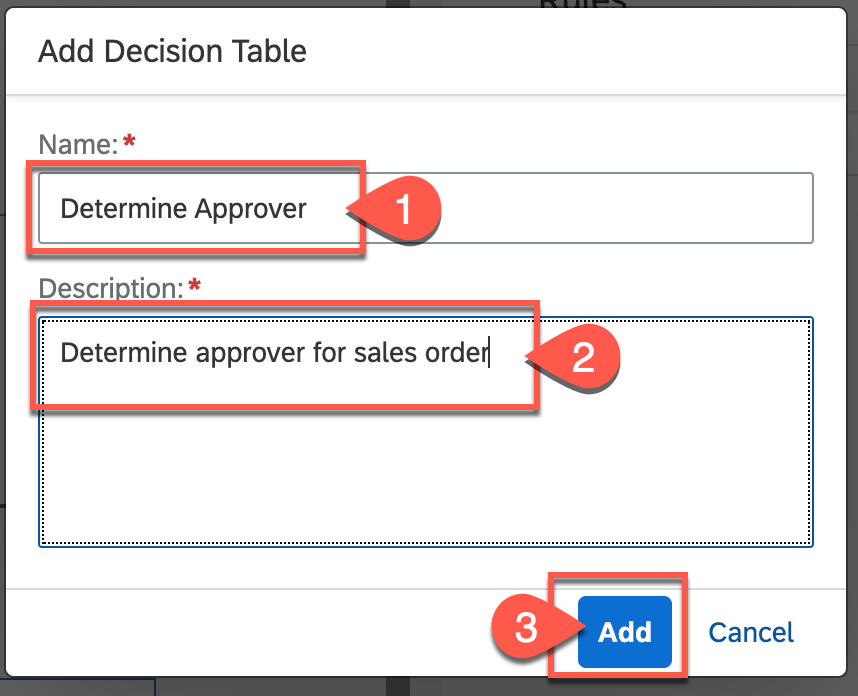 Rules
Add Decision Table
Name:*
Determine Approver
1
Description:*
Determine approver for sales order
2
3
Add
Cancel